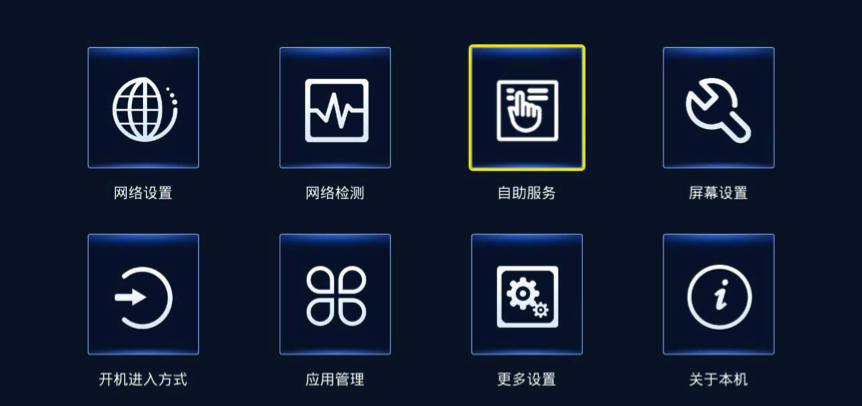 网络设置
网络检测
自助服务
屏幕设置
开机进入方式
应用管理
更多设置
关于本机